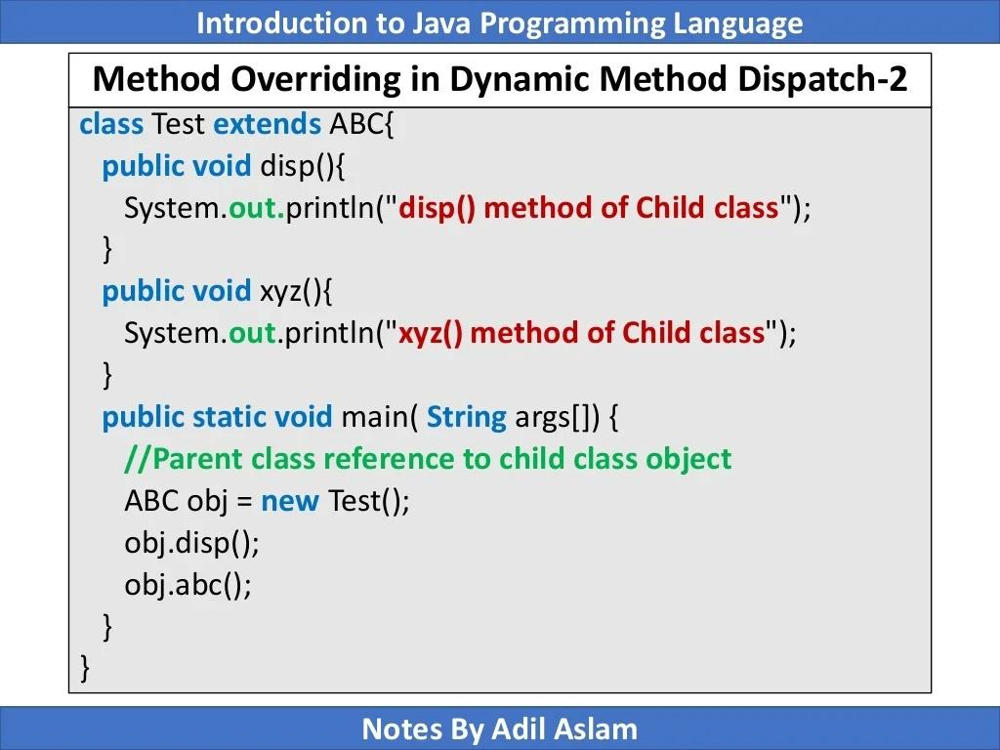 Introduction to Java Programming Language
Method Overriding in Dynamic Method Dispatch-2
class Test extends ABC{
public void disp(){
System.out.println("disp() method of Child class");
}
public void xyz(){
System.out.println("xyz() method of Child class");
}
public static void main( String args[]) {
//Parent class reference to child class object
ABC obj = new Test();
obj.disp();
obj.abc();
}
}
Notes By Adil Aslam